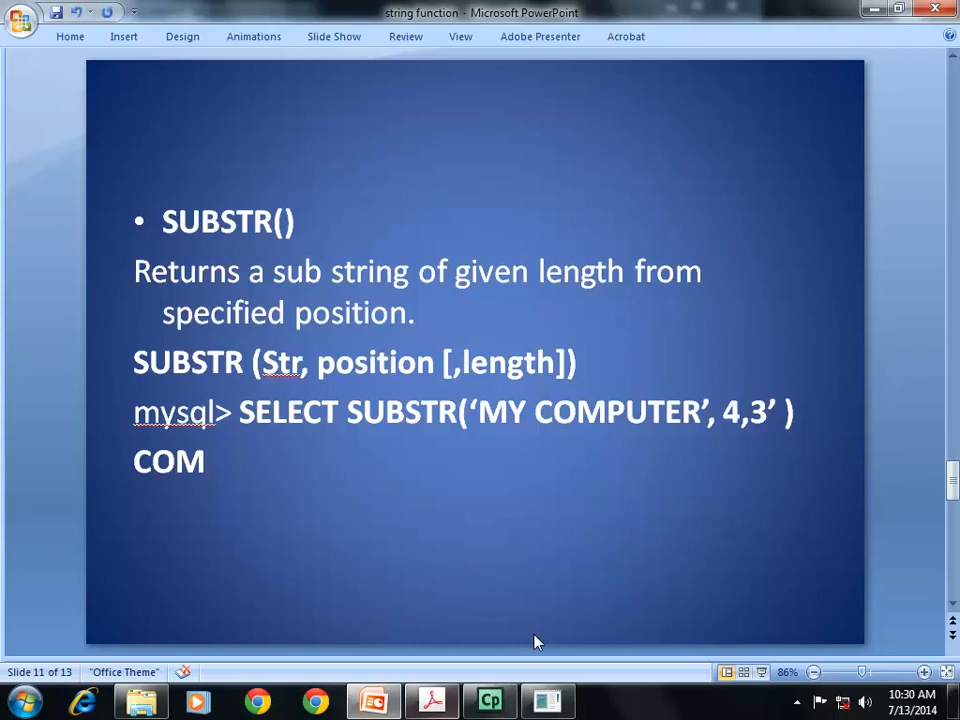 string function - Microsoft PowerPoint
Home Insert Design Animations Slide Show Review View Adobe Presenter Acrobat
• SUBSTR()
Returns a sub string of given length from
specified position.
SUBSTR (Str, position [,length])
mysql> SELECT SUBSTR(‘MY COMPUTER’, 4,3’ )
COM
Slide 11 of 13 "Office Theme" 86%
Cp
10:30 AM
7/13/2014